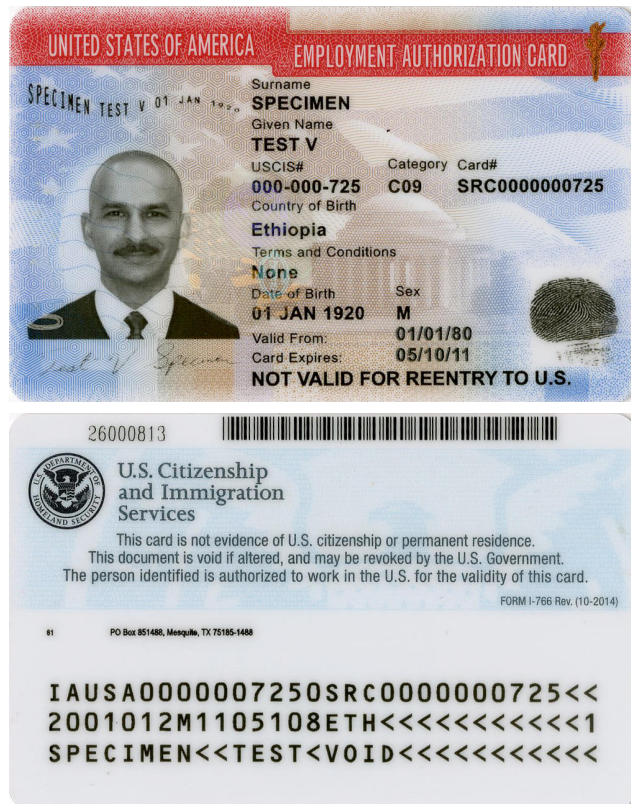 UNITED STATES OF AMERICA
EMPLOYMENT AUTHORIZATION CARD
SPECIMEN TEST V 01 JAN 1920
Surname
SPECIMEN
Given Name
TEST V
USCIS# Category Card#
000-000-725 C09 SRC0000000725
Country of Birth
Ethiopia
Terms and Conditions
None
Date of Birth Sex
01 JAN 1920 M
Valid From: 01/01/80
Card Expires: 05/10/11
NOT VALID FOR REENTRY TO U.S.
Test V Specimen
26000813
U.S. DEPARTMENT OF HOMELAND SECURITY
U.S. Citizenship
and Immigration
Services
This card is not evidence of U.S. citizenship or permanent residence.
This document is void if altered, and may be revoked by the U.S. Government.
The person identified is authorized to work in the U.S. for the validity of this card.
FORM I-766 Rev. (10-2014)
81 PO Box 851488, Mesquite, TX 75185-1488
IAUSA0000007250SRC0000000725<<
2001012M1105108ETH<<<<<<<<<<<1
SPECIMEN<<TEST<VOID<<<<<<<<<<<